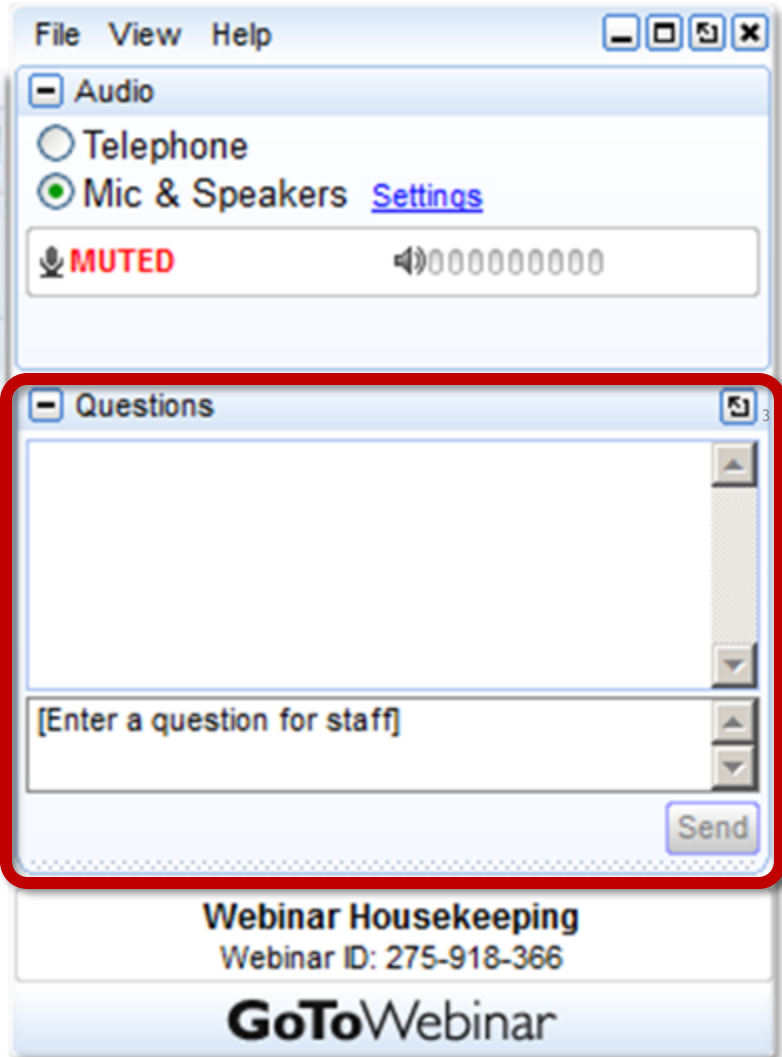 File View Help
Audio
Telephone
Mic & Speakers Settings
MUTED
Questions
3
[Enter a question for staff]
Send
Webinar Housekeeping
Webinar ID: 275-918-366
GoToWebinar